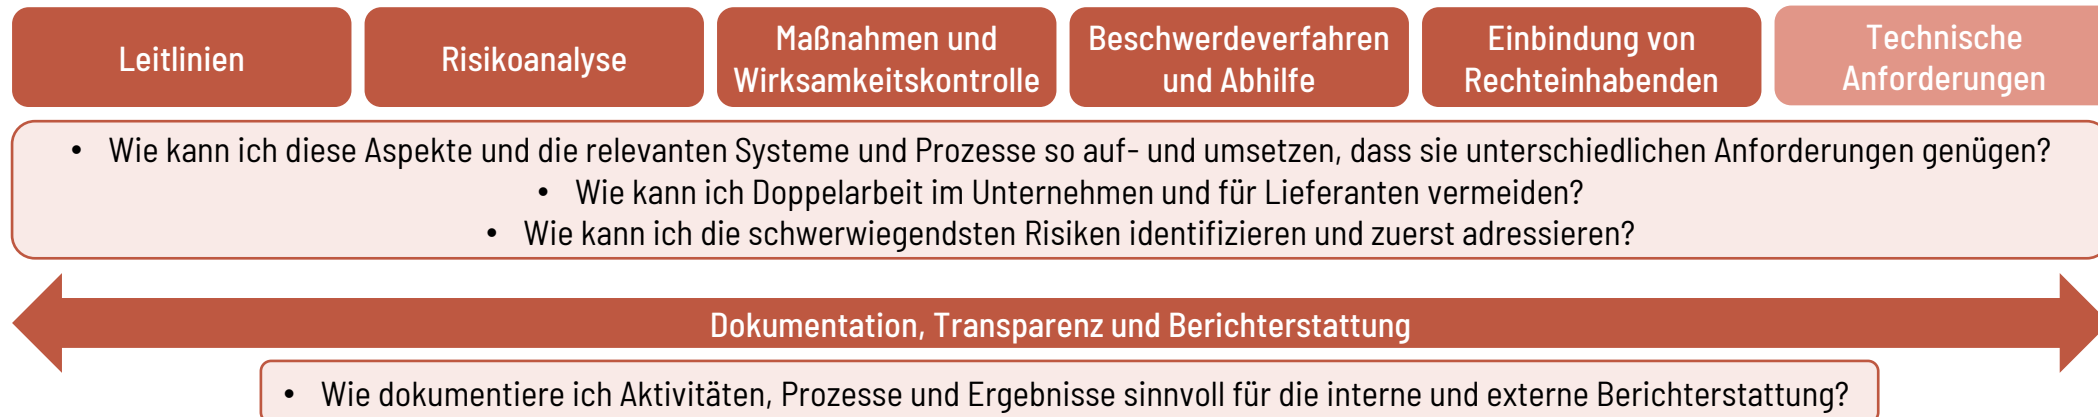 Leitlinien
Risikoanalyse
Maßnahmen und
Wirksamkeitskontrolle
Beschwerdeverfahren
und Abhilfe
Einbindung von
Rechteinhabenden
Technische
Anforderungen
• Wie kann ich diese Aspekte und die relevanten Systeme und Prozesse so auf- und umsetzen, dass sie unterschiedlichen Anforderungen genügen?
• Wie kann ich Doppelarbeit im Unternehmen und für Lieferanten vermeiden?
• Wie kann ich die schwerwiegendsten Risiken identifizieren und zuerst adressieren?
Dokumentation, Transparenz und Berichterstattung
• Wie dokumentiere ich Aktivitäten, Prozesse und Ergebnisse sinnvoll für die interne und externe Berichterstattung?